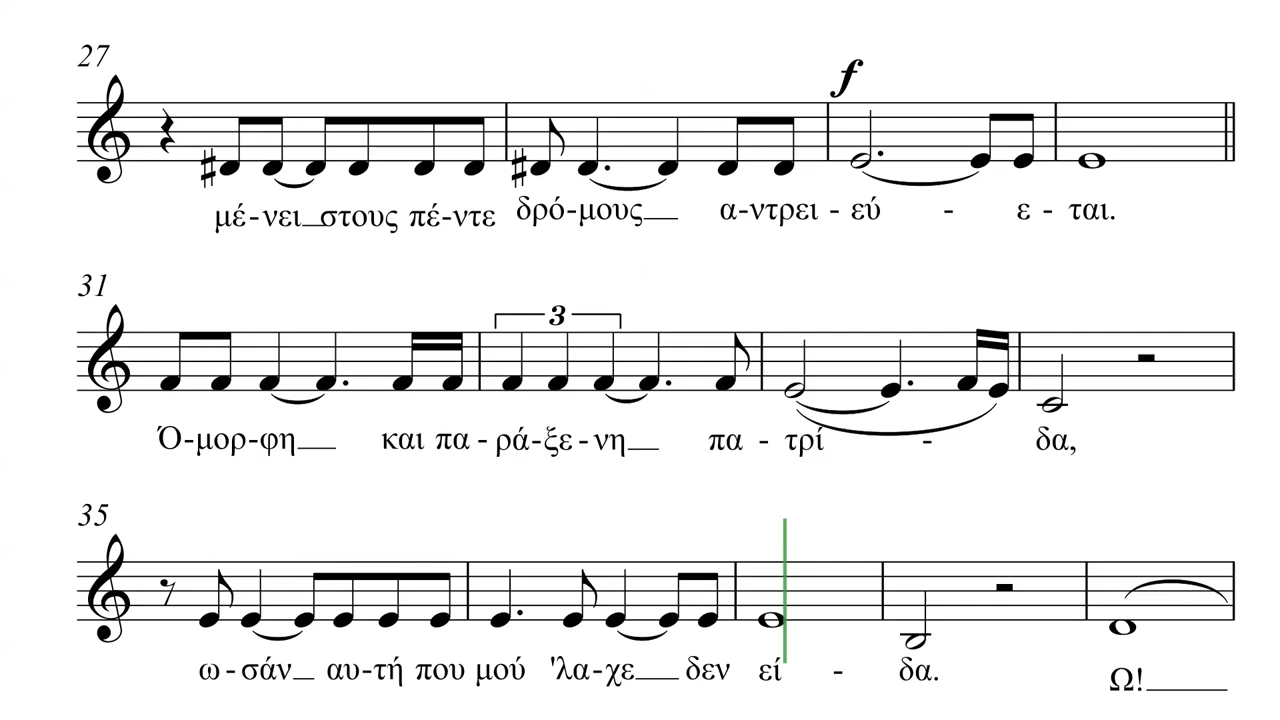 27
f
μέ-νει_στους πέ-ντε δρό-μους_ α-ντρει-εύ - ε-ται.
31
3
Ό-μορ-φη_ και πα-ρά-ξε-νη_ πα-τρί - δα,
35
ω-σάν_ αυ-τή που μού 'λα-χε_ δεν εί - δα. Ω!_